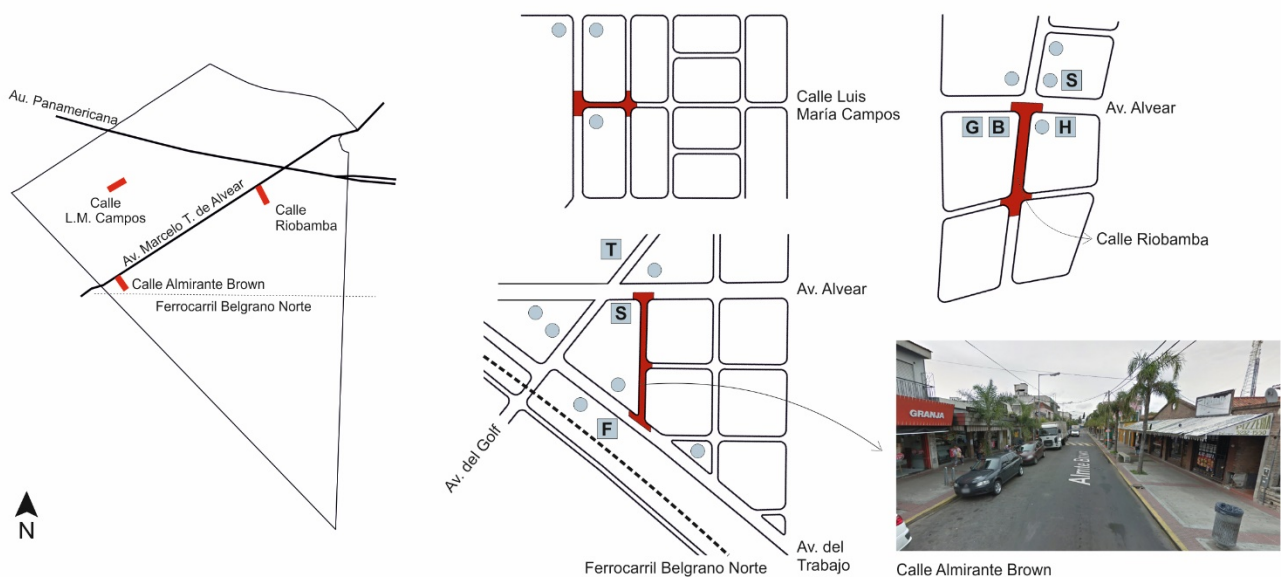 Au. Panamericana
Calle
L.M. Campos
Av. Marcelo T. de Alvear
Calle
Riobamba
Calle Almirante Brown
Ferrocarril Belgrano Norte
N
Calle Luis
María Campos
T
S
F
Av. Alvear
Av. del Golf
Av. del
Trabajo
Ferrocarril Belgrano Norte
S
Av. Alvear
G B H
Calle Riobamba
GRANJA
Almte Brown
Calle Almirante Brown